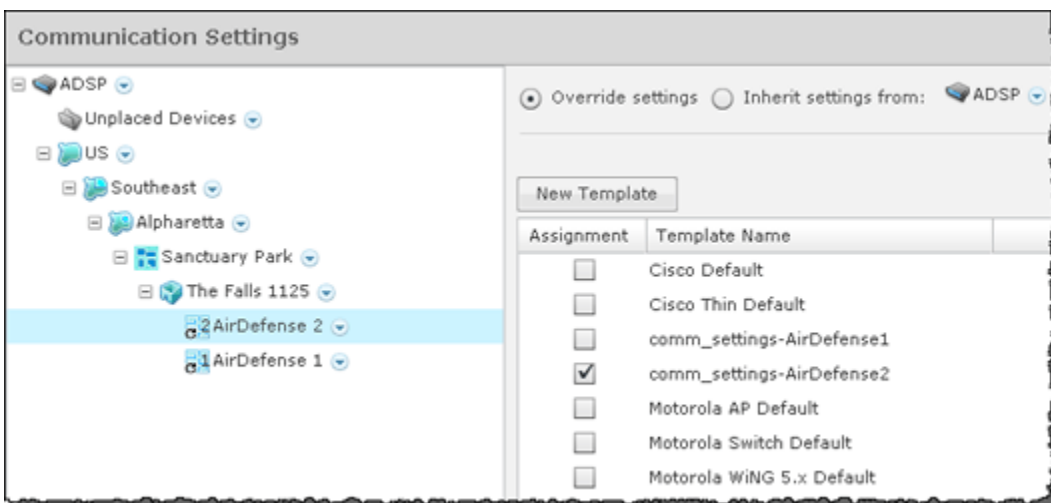 Communication Settings
ADSP
Unplaced Devices
US
Southeast
Alpharetta
Sanctuary Park
The Falls 1125
2 AirDefense 2
1 AirDefense 1
Override settings Inherit settings from: ADSP
New Template
Assignment Template Name
Cisco Default
Cisco Thin Default
comm_settings-AirDefense1
comm_settings-AirDefense2
Motorola AP Default
Motorola Switch Default
Motorola WiNG 5.x Default